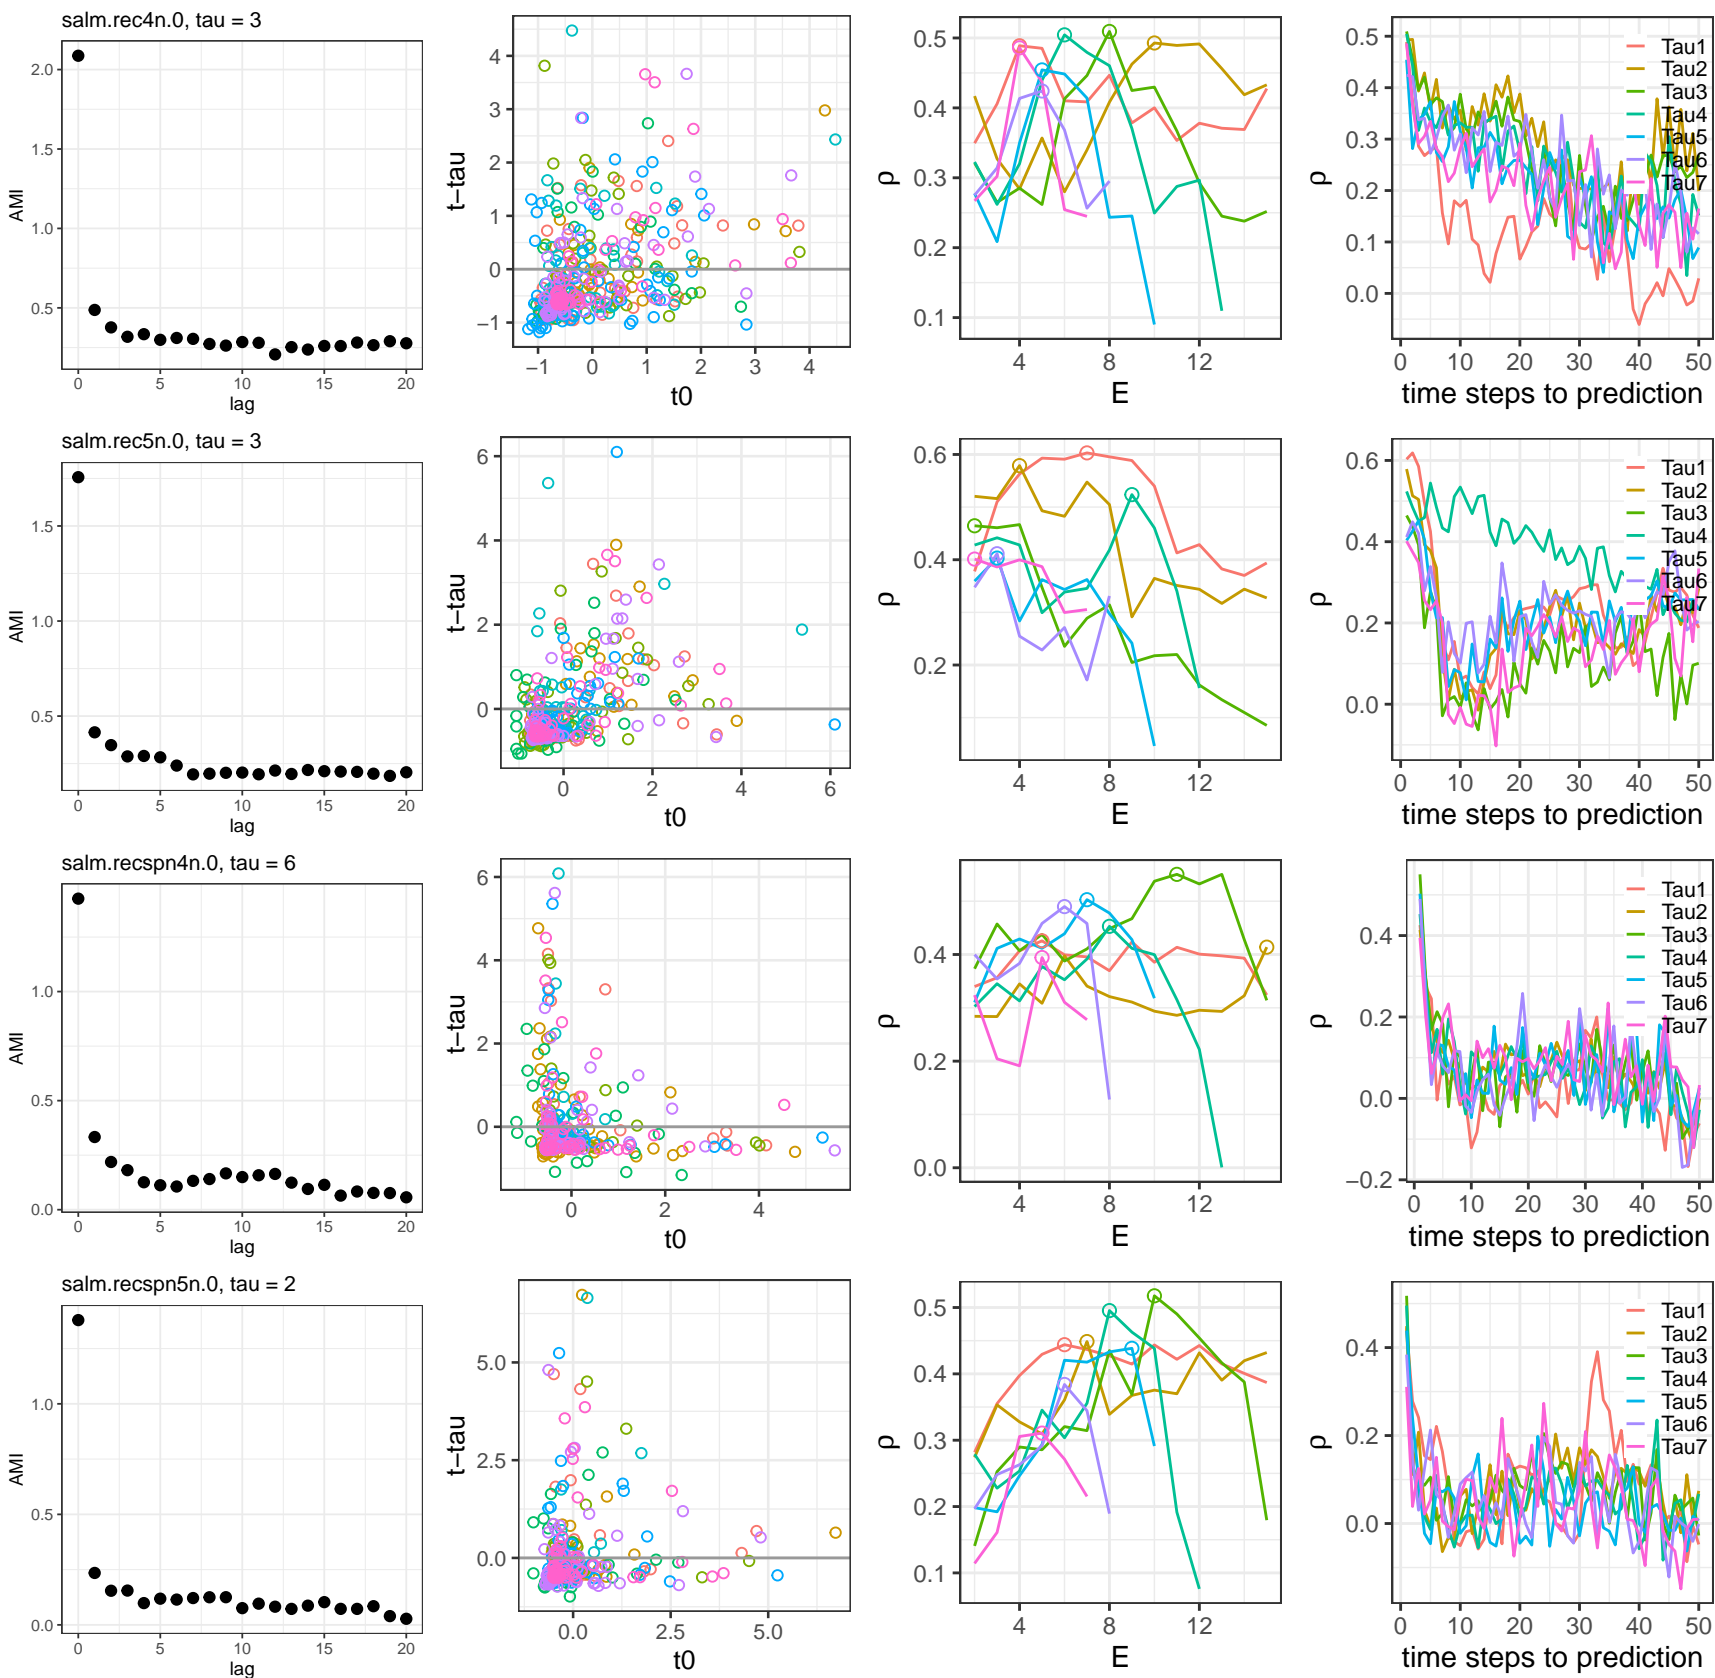 salm.rec4n.0, tau = 3
AMI
2.0
1.5
1.0
0.5
0 5 10 15 20
lag
t−tau
4
3
2
1
0
−1
−1 0 1 2 3 4
t0
ρ
0.5
0.4
0.3
0.2
0.1
4 8 12
E
ρ
0.5
0.4
0.3
0.2
0.1
0.0
Tau1
Tau2
Tau3
Tau4
Tau5
Tau6
Tau7
0 10 20 30 40 50
time steps to prediction
salm.rec5n.0, tau = 3
AMI
1.5
1.0
0.5
0 5 10 15 20
lag
t−tau
6
4
2
0
0 2 4 6
t0
ρ
0.6
0.4
0.2
4 8 12
E
ρ
0.6
0.4
0.2
0.0
Tau1
Tau2
Tau3
Tau4
Tau5
Tau6
Tau7
0 10 20 30 40 50
time steps to prediction
salm.recspn4n.0, tau = 6
AMI
1.0
0.5
0.0
0 5 10 15 20
lag
t−tau
6
4
2
0
0 2 4
t0
ρ
0.4
0.2
0.0
4 8 12
E
ρ
0.4
0.2
0.0
−0.2
Tau1
Tau2
Tau3
Tau4
Tau5
Tau6
Tau7
0 10 20 30 40 50
time steps to prediction
salm.recspn5n.0, tau = 2
AMI
1.0
0.5
0.0
0 5 10 15 20
lag
t−tau
5.0
2.5
0.0
0.0 2.5 5.0
t0
ρ
0.5
0.4
0.3
0.2
0.1
4 8 12
E
ρ
0.4
0.2
0.0
Tau1
Tau2
Tau3
Tau4
Tau5
Tau6
Tau7
0 10 20 30 40 50
time steps to prediction